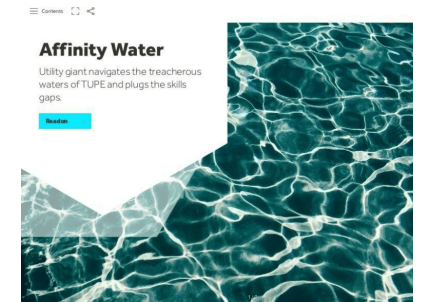 Contents
Affinity Water
Utility giant navigates the treacherous
waters of TUPE and plugs the skills
gaps.
Read on